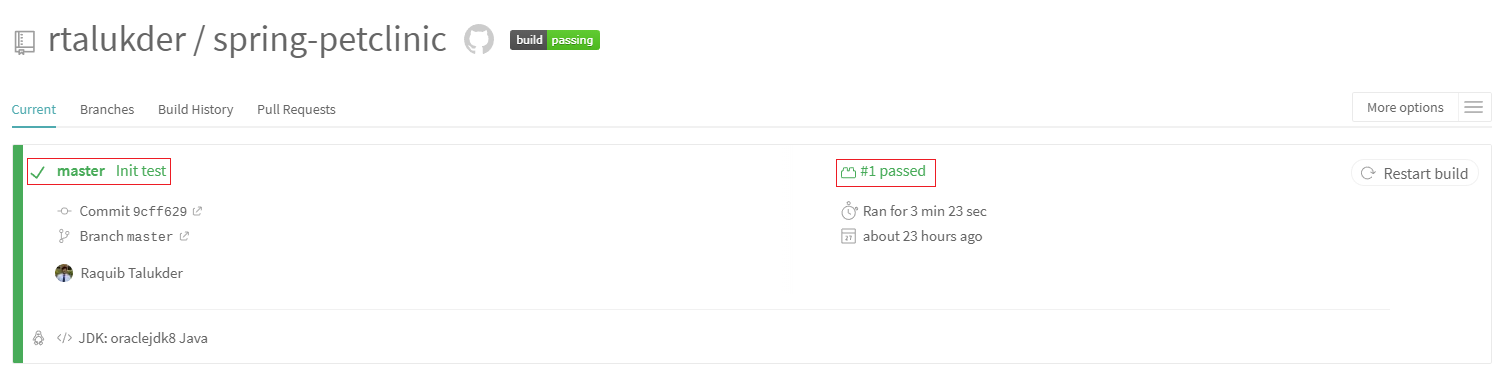 rtalukder / spring-petclinic build passing
Current Branches Build History Pull Requests More options
master Init test #1 passed Restart build
Commit 9cff629 Ran for 3 min 23 sec
Branch master 27 about 23 hours ago
Raquib Talukder
</> JDK: oraclejdk8 Java